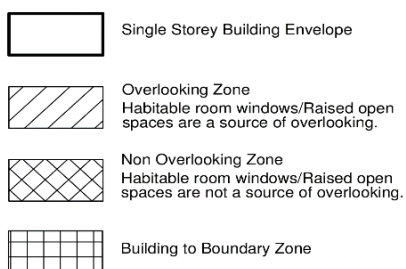 Single Storey Building Envelope
Overlooking Zone
Habitable room windows/Raised open
spaces are a source of overlooking.
Non Overlooking Zone
Habitable room windows/Raised open
spaces are not a source of overlooking.
Building to Boundary Zone